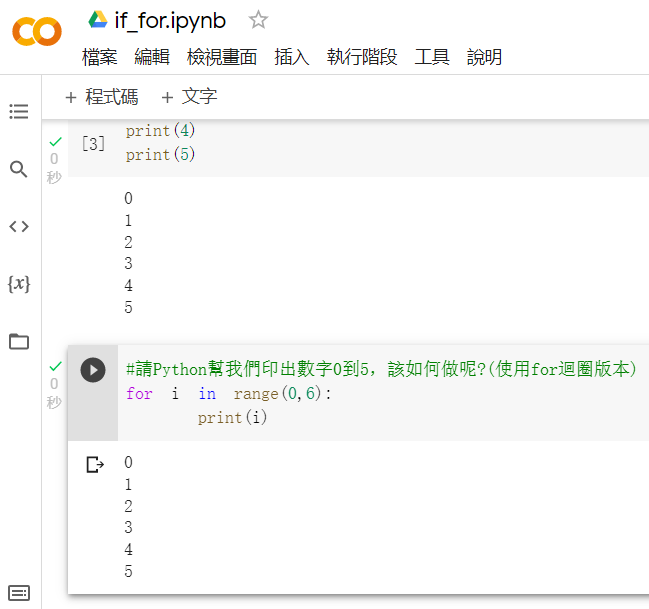 if_for.ipynb
檔案 編輯 檢視畫面 插入 執行階段 工具 說明
+ 程式碼 + 文字
print(4)
[3]
print(5)
0
秒
0
1
2
3
4
5
{x}
#請Python幫我們印出數字0到5，該如何做呢?(使用for迴圈版本)
0
秒
for i in range(0,6):
print(i)
0
1
2
3
4
5